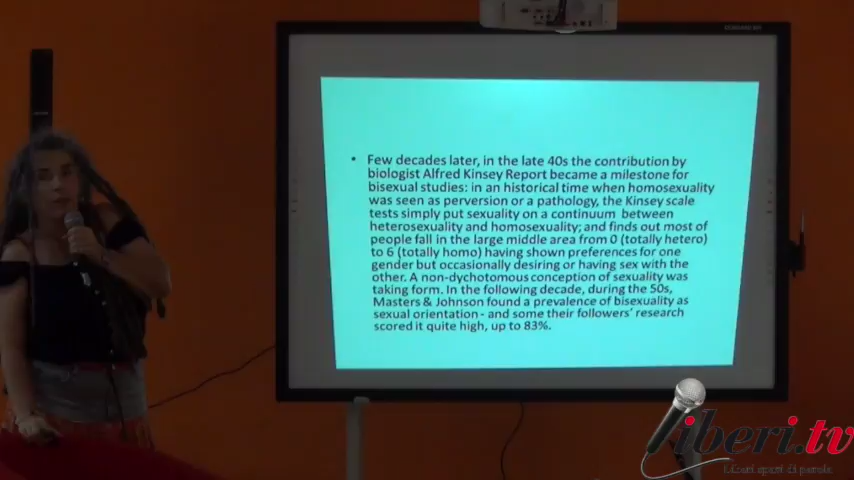 • Few decades later, in the late 40s the contribution by
biologist Alfred Kinsey Report became a milestone for
bisexual studies: in an historical time when homosexuality
was seen as perversion or a pathology, the Kinsey scale
tests simply put sexuality on a continuum between
heterosexuality and homosexuality; and finds out most of
people fall in the large middle area from 0 (totally hetero)
to 6 (totally homo) having shown preferences for one
gender but occasionally desiring or having sex with the
other. A non-dychotomous conception of sexuality was
taking form. In the following decade, during the 50s,
Masters & Johnson found a prevalence of bisexuality as
sexual orientation - and some their followers' research
scored it quite high, up to 83%.
liberi.tv